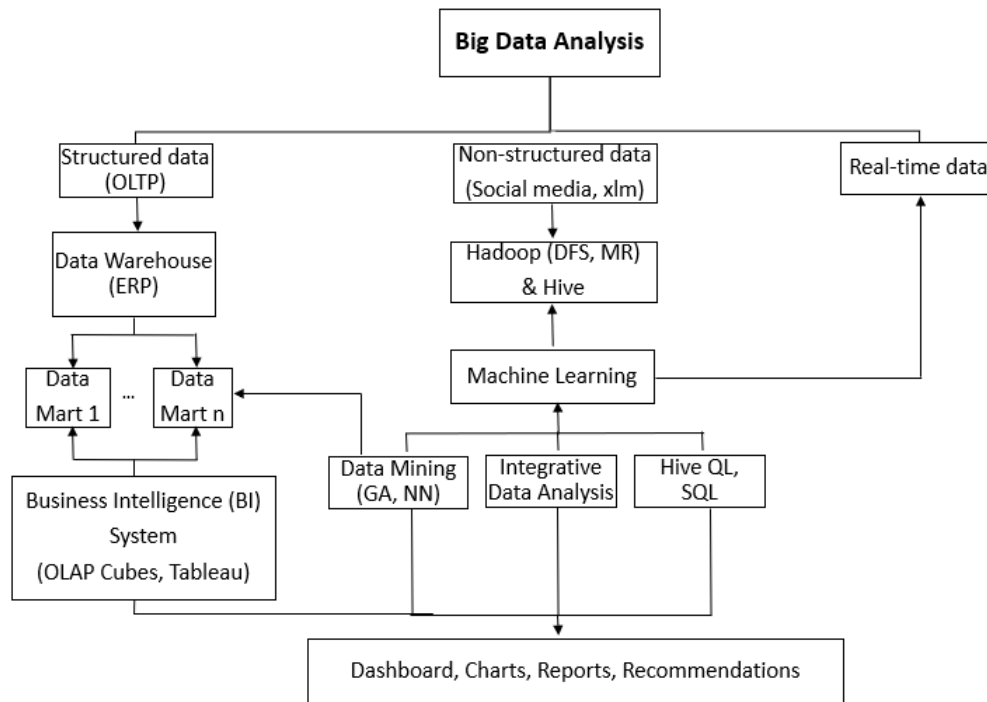 Big Data Analysis
Structured data
(OLTP)
Non-structured data
(Social media, xlm)
Real-time data
Data Warehouse
(ERP)
Hadoop (DFS, MR)
& Hive
Data
Mart 1
...
Data
Mart n
Machine Learning
Data Mining
(GA, NN)
Integrative
Data Analysis
Hive QL,
SQL
Business Intelligence (BI)
System
(OLAP Cubes, Tableau)
Dashboard, Charts, Reports, Recommendations